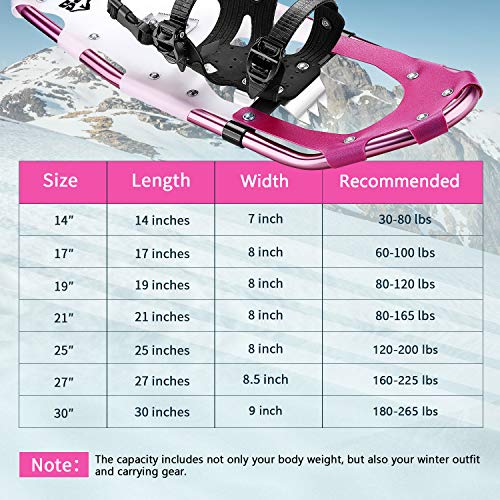 Size Length Width Recommended
14" 14 inches 7 inch 30-80 lbs
17" 17 inches 8 inch 60-100 lbs
19" 19 inches 8 inch 80-120 lbs
21" 21 inches 8 inch 80-165 lbs
25" 25 inches 8 inch 120-200 lbs
27" 27 inches 8.5 inch 160-225 lbs
30" 30 inches 9 inch 180-265 lbs
Note: The capacity includes not only your body weight, but also your winter outfit
and carrying gear.